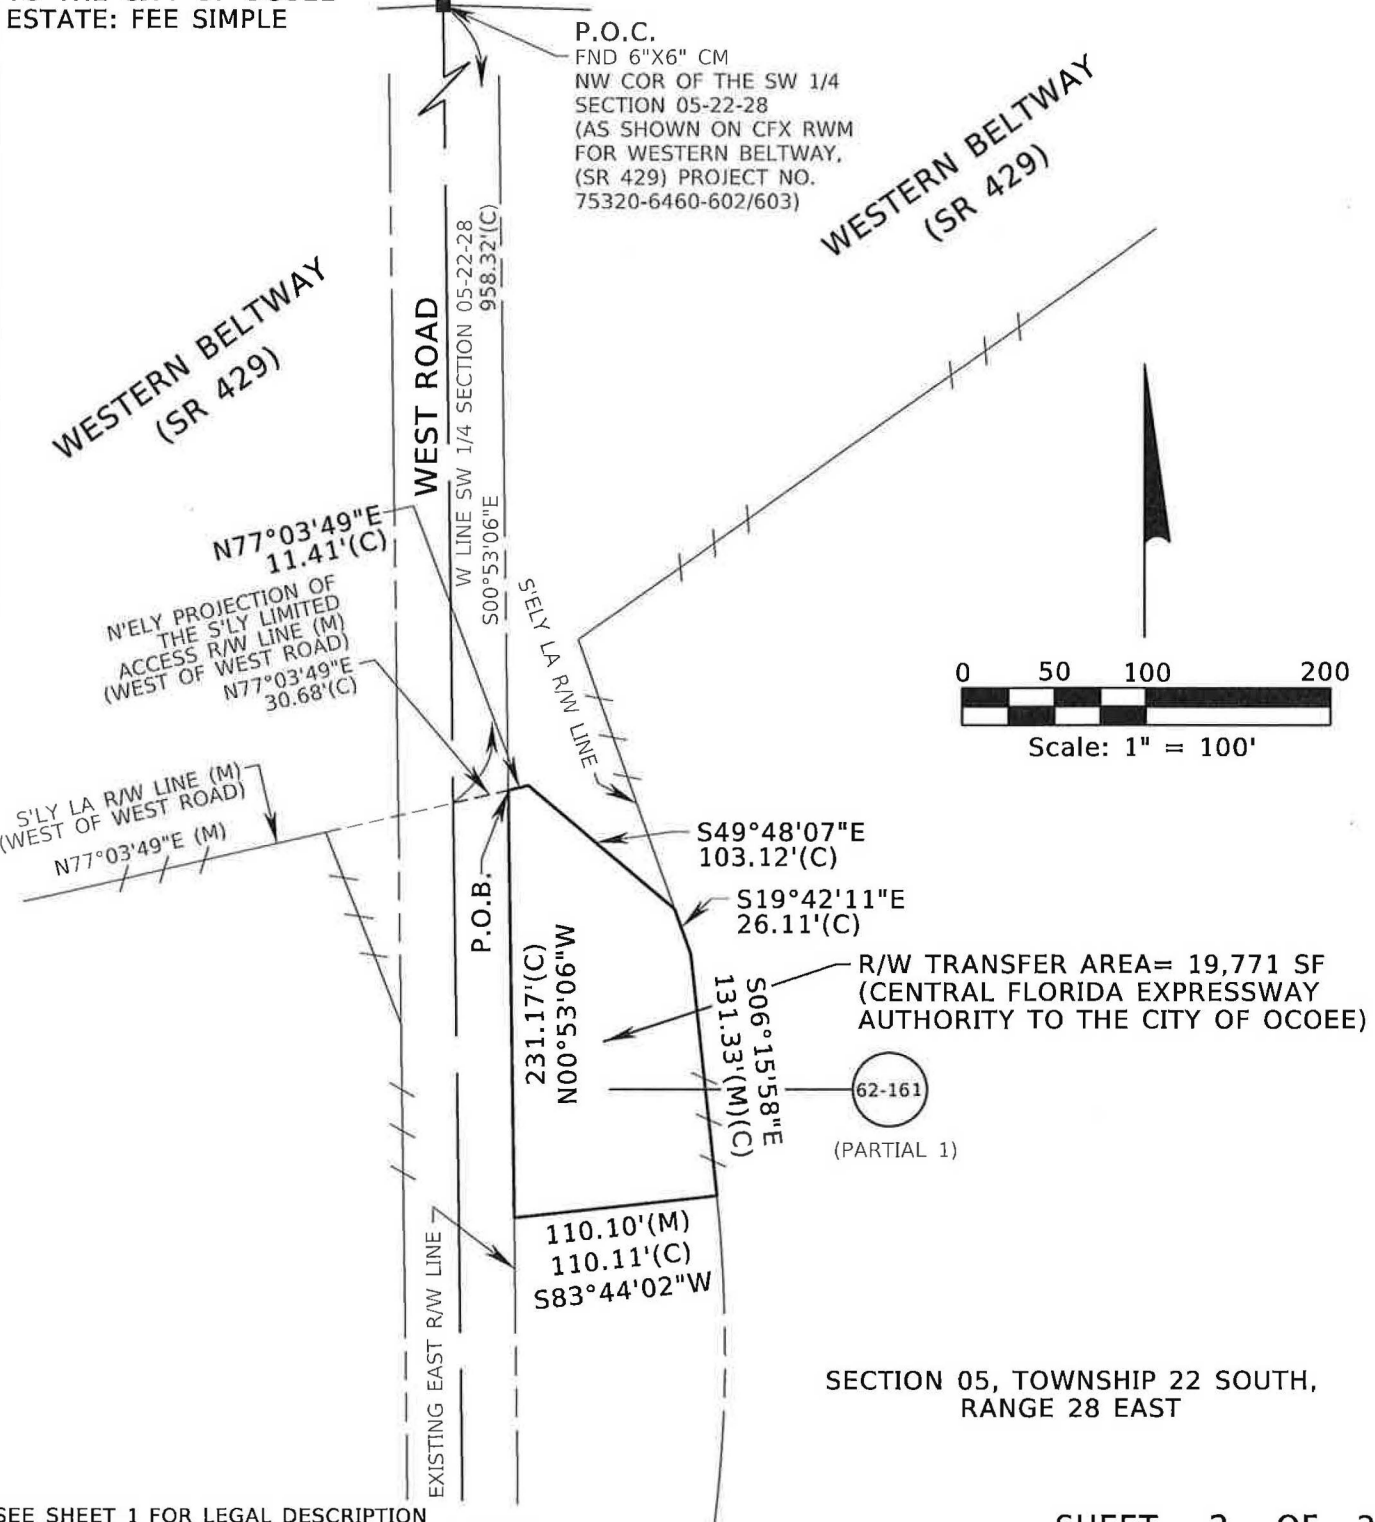 ESTATE: FEE SIMPLE
P.O.C.
FND 6"X6" CM
NW COR OF THE SW 1/4
SECTION 05-22-28
(AS SHOWN ON CFX RWM
FOR WESTERN BELTWAY,
(SR 429) PROJECT NO.
75320-6460-602/603)
WESTERN BELTWAY
(SR 429)
WESTERN BELTWAY
(SR 429)
WEST ROAD
W LINE SW 1/4 SECTION 05-22-28
958.32'(C)
S00°53'06"E
N77°03'49"E
11.41'(C)
N'ELY PROJECTION OF
THE S'LY LIMITED
ACCESS R/W LINE (M)
(WEST OF WEST ROAD)
N77°03'49"E
30.68'(C)
S'ELY LA R/W LINE
0 50 100 200
Scale: 1" = 100'
S'LY LA R/W LINE (M)
(WEST OF WEST ROAD)
N77°03'49"E (M)
P.O.B.
S49°48'07"E
103.12'(C)
S19°42'11"E
26.11'(C)
231.17'(C)
N00°53'06"W
S06°15'58"E
131.33'(M)(C)
R/W TRANSFER AREA= 19,771 SF
(CENTRAL FLORIDA EXPRESSWAY
AUTHORITY TO THE CITY OF OCOEE)
62-161
(PARTIAL 1)
110.10'(M)
110.11'(C)
S83°44'02"W
EXISTING EAST R/W LINE
SECTION 05, TOWNSHIP 22 SOUTH,
RANGE 28 EAST
SEE SHEET 1 FOR LEGAL DESCRIPTION
SHEET OF